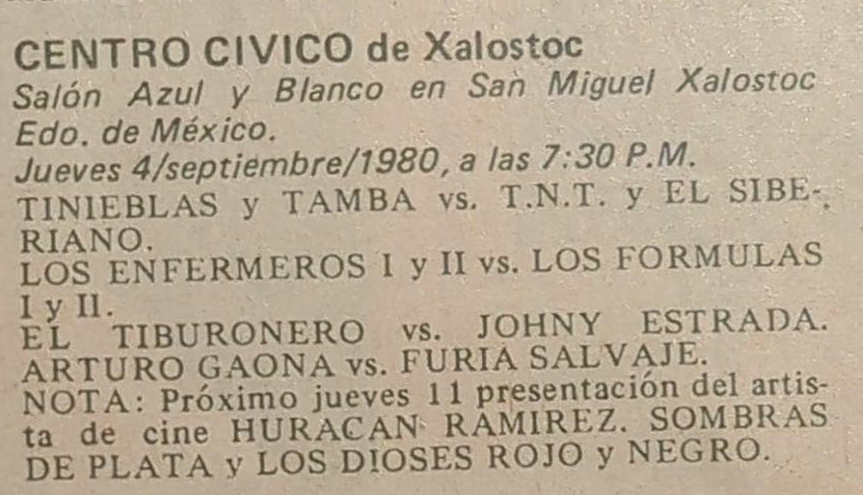 CENTRO CIVICO de Xalostoc
Salón Azul y Blanco en San Miguel Xalostoc
Edo. de México.
Jueves 4/septiembre/1980, a las 7:30 P.M.
TINIEBLAS y TAMBA vs. T.N.T. y EL SIBE-
RIANO.
LOS ENFERMEROS I y II vs. LOS FORMULAS
I y II.
EL TIBURONERO vs. JOHNY ESTRADA.
ARTURO GAONA vs. FURIA SALVAJE.
NOTA: Próximo jueves 11 presentación del artis-
ta de cine HURACAN RAMIREZ. SOMBRAS
DE PLATA y LOS DIOSES ROJO y NEGRO.